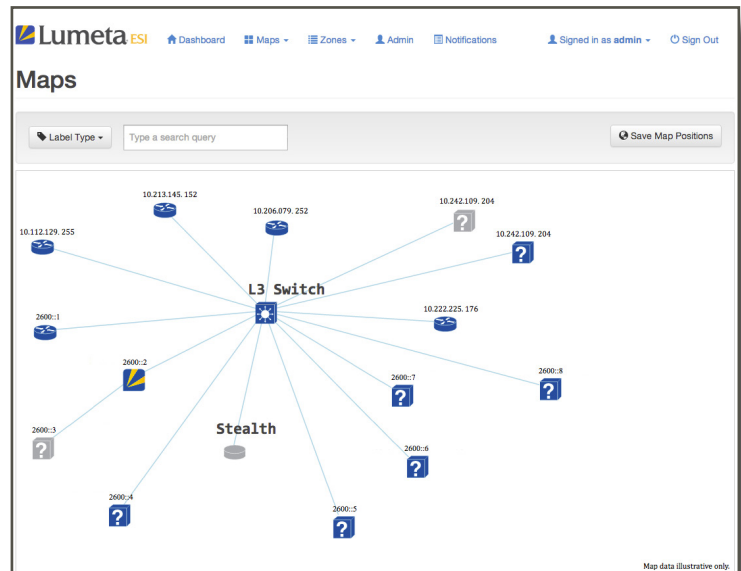 Lumeta ESI Dashboard Maps Zones Admin Notifications Signed in as admin Sign Out
Maps
Label Type Type a search query Save Map Positions
10.213.145. 152
10.242.109. 204
10.206.079. 252
10.112.129. 255
10.242.109. 204
L3 Switch
10.222.225. 176
2600::1
2600::2
2600::7
2600::8
2600::3
Stealth
2600::6
2600::4
2600::5
Map data illustrative only.